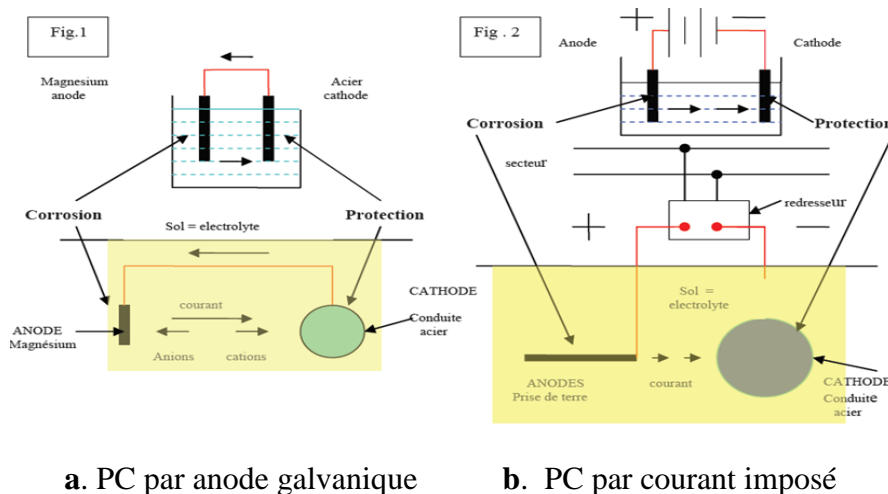 Fig.1
Magnesium
anode
Acier
cathode
Corrosion
Protection
Sol = electrolyte
CATHODE
courant
Conduite
acier
ANODE
Magnésium
Anions
cations
Fig . 2
Anode
Cathode
Corrosion
Protection
secteur
redresseur
Sol =
electrolyte
ANODES
Prise de terre
courant
CATHODE
Conduite
acier
a. PC par anode galvanique
b. PC par courant imposé